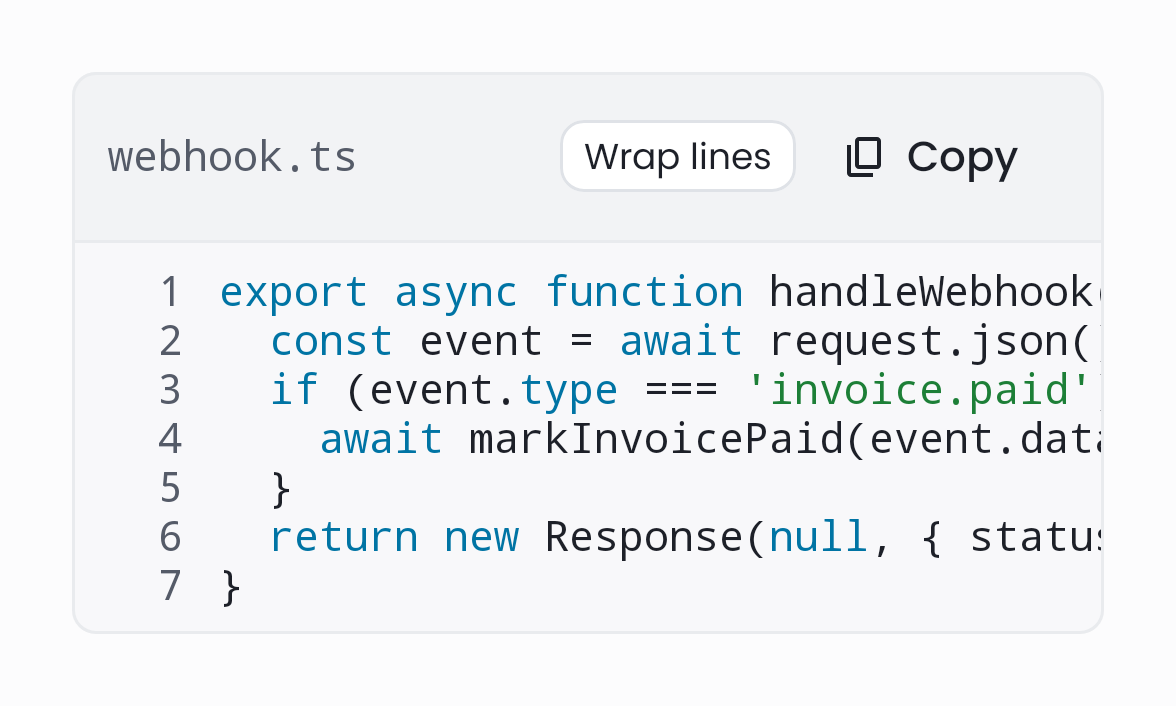 webhook.ts
Wrap lines
Copy
1 export async function handleWebhook(
2   const event = await request.json(
3   if (event.type === 'invoice.paid'
4     await markInvoicePaid(event.data
5   }
6   return new Response(null, { status
7 }